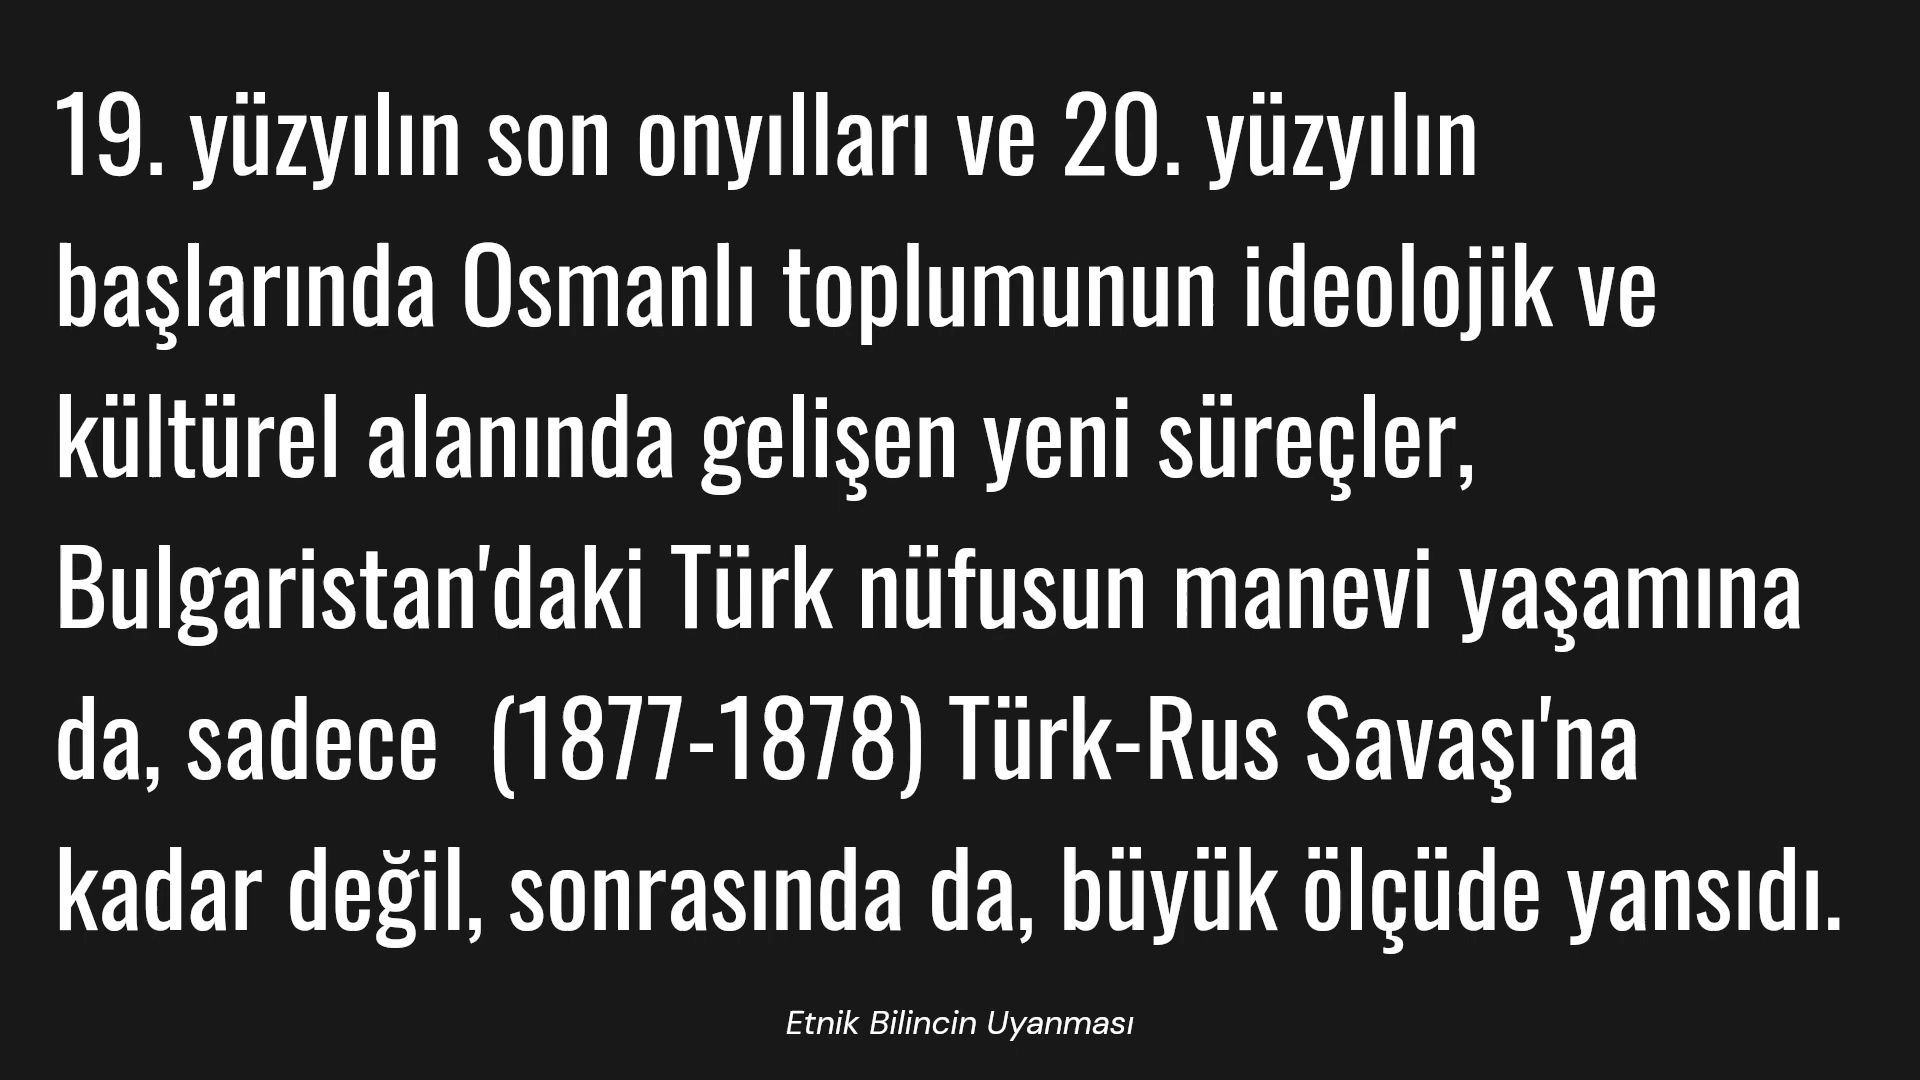 19. yüzyılın son onyılları ve 20. yüzyılın
başlarında Osmanlı toplumunun ideolojik ve
kültürel alanında gelişen yeni süreçler,
Bulgaristan'daki Türk nüfusun manevi yaşamına
da, sadece  (1877-1878) Türk-Rus Savaşı'na
kadar değil, sonrasında da, büyük ölçüde yansıdı.
Etnik Bilincin Uyanması